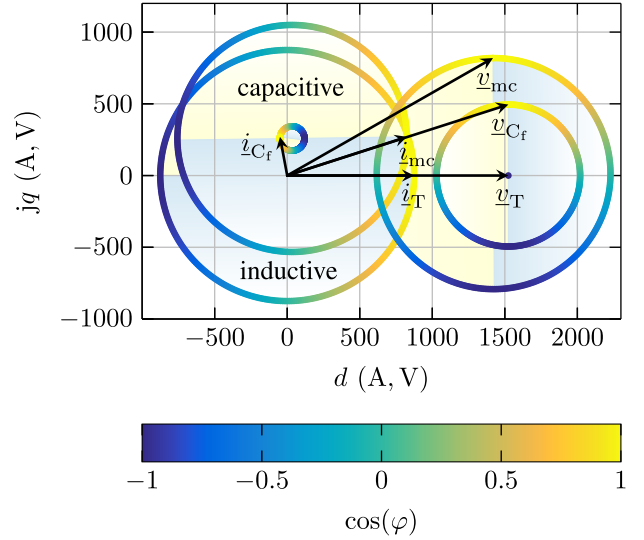 jq (A, V)
1000
500
0
−500
−1000
capacitive
inductive
i_Cf
v_mc
v_Cf
i_mc
i_T
v_T
−500 0 500 1000 1500 2000
d (A, V)
−1 −0.5 0 0.5 1
cos(φ)